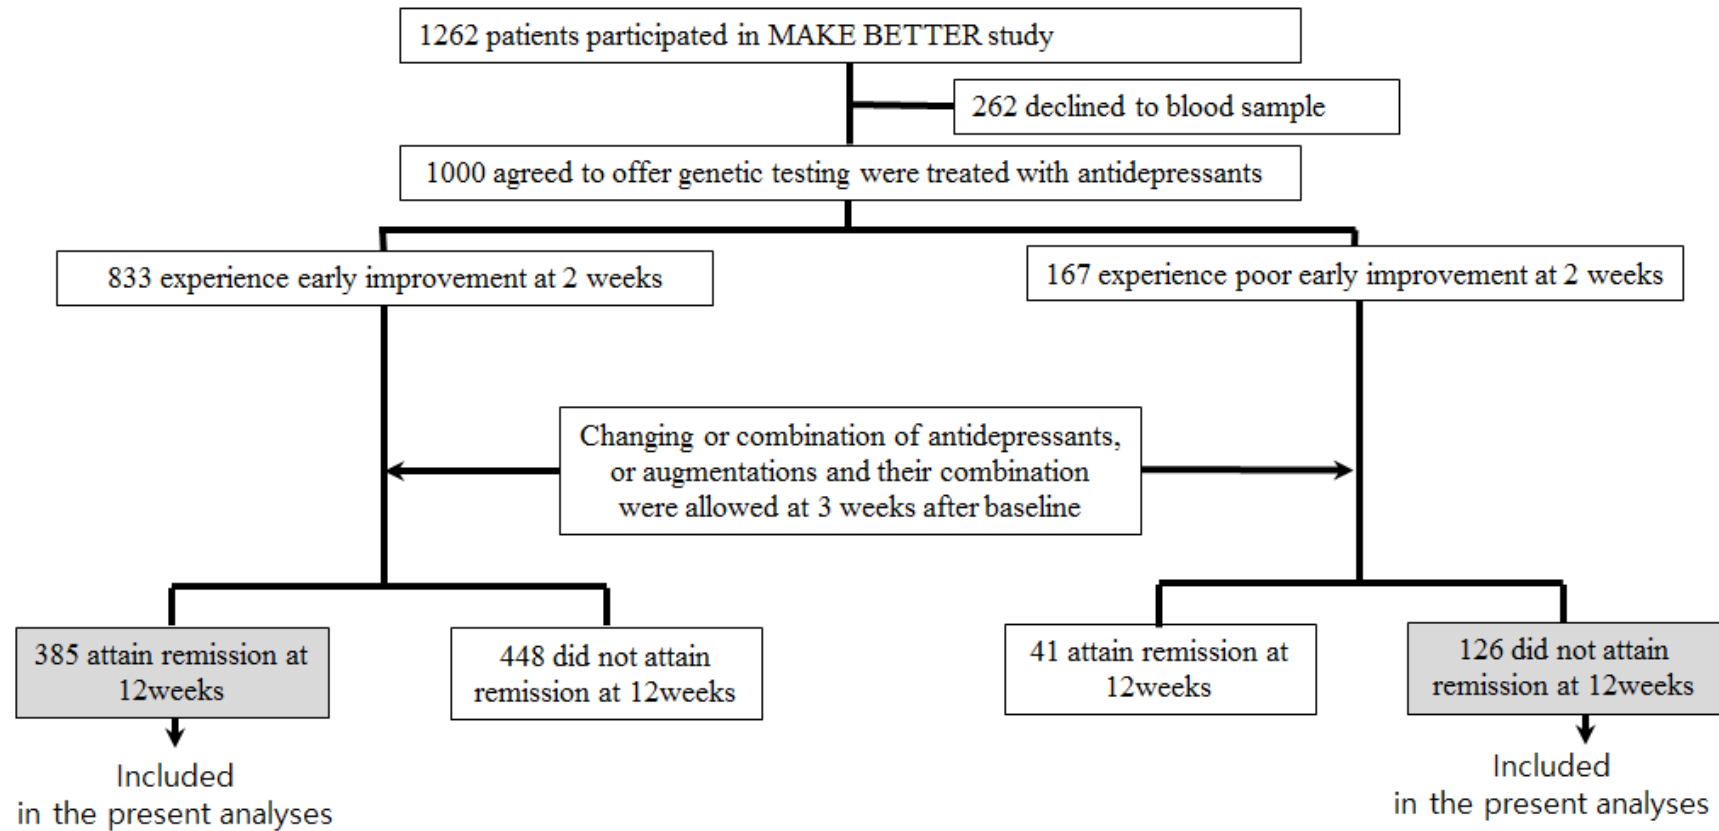 1262 patients participated in MAKE BETTER study
262 declined to blood sample
1000 agreed to offer genetic testing were treated with antidepressants
833 experience early improvement at 2 weeks
167 experience poor early improvement at 2 weeks
Changing or combination of antidepressants,
or augmentations and their combination
were allowed at 3 weeks after baseline
385 attain remission at
12weeks
448 did not attain
remission at 12weeks
41 attain remission at
12weeks
126 did not attain
remission at 12weeks
Included
in the present analyses
Included
in the present analyses